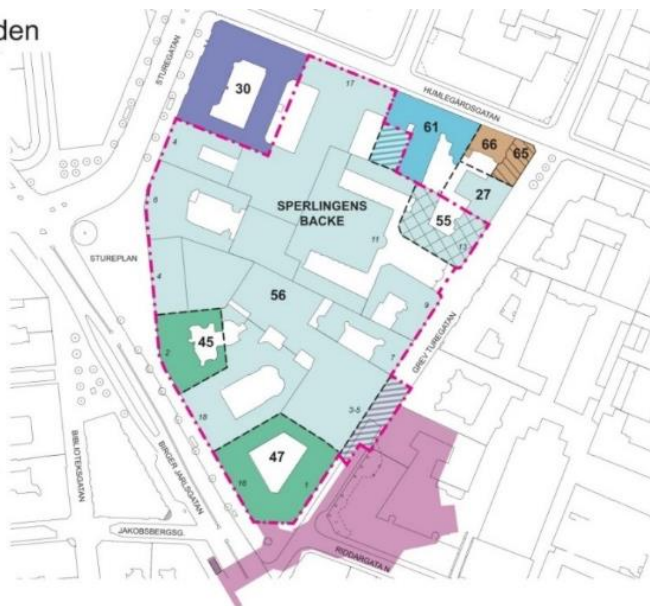 den
STUREGATAN
HUMLEGÅRDSGATAN
17
30
61
66
65
4
27
SPERLINGENS
BACKE
55
6
11
13
STUREPLAN
4
56
9
GREV TUREGATAN
45
2
7
3-5
18
BIBLIOTEKSGATAN
BIRGER JARLSGATAN
47
16
1
JAKOBSBERGSG.
RIDDARGATAN